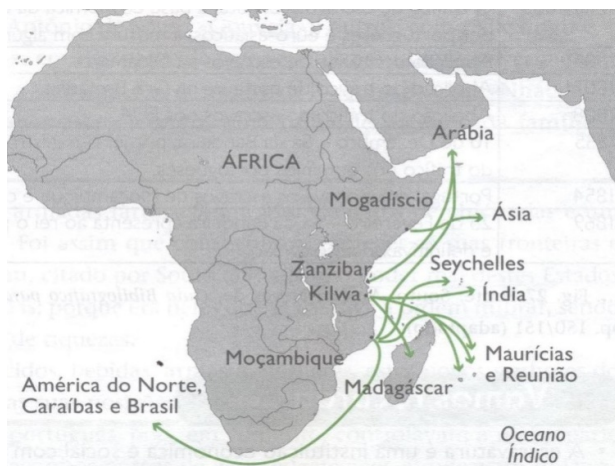 Arábia
ÁFRICA
Mogadíscio
Ásia
Zanzibar
Seychelles
Kilwa
Índia
Moçambique
Maurícias
e Reunião
América do Norte,
Caraíbas e Brasil
Madagáscar
Oceano
Índico